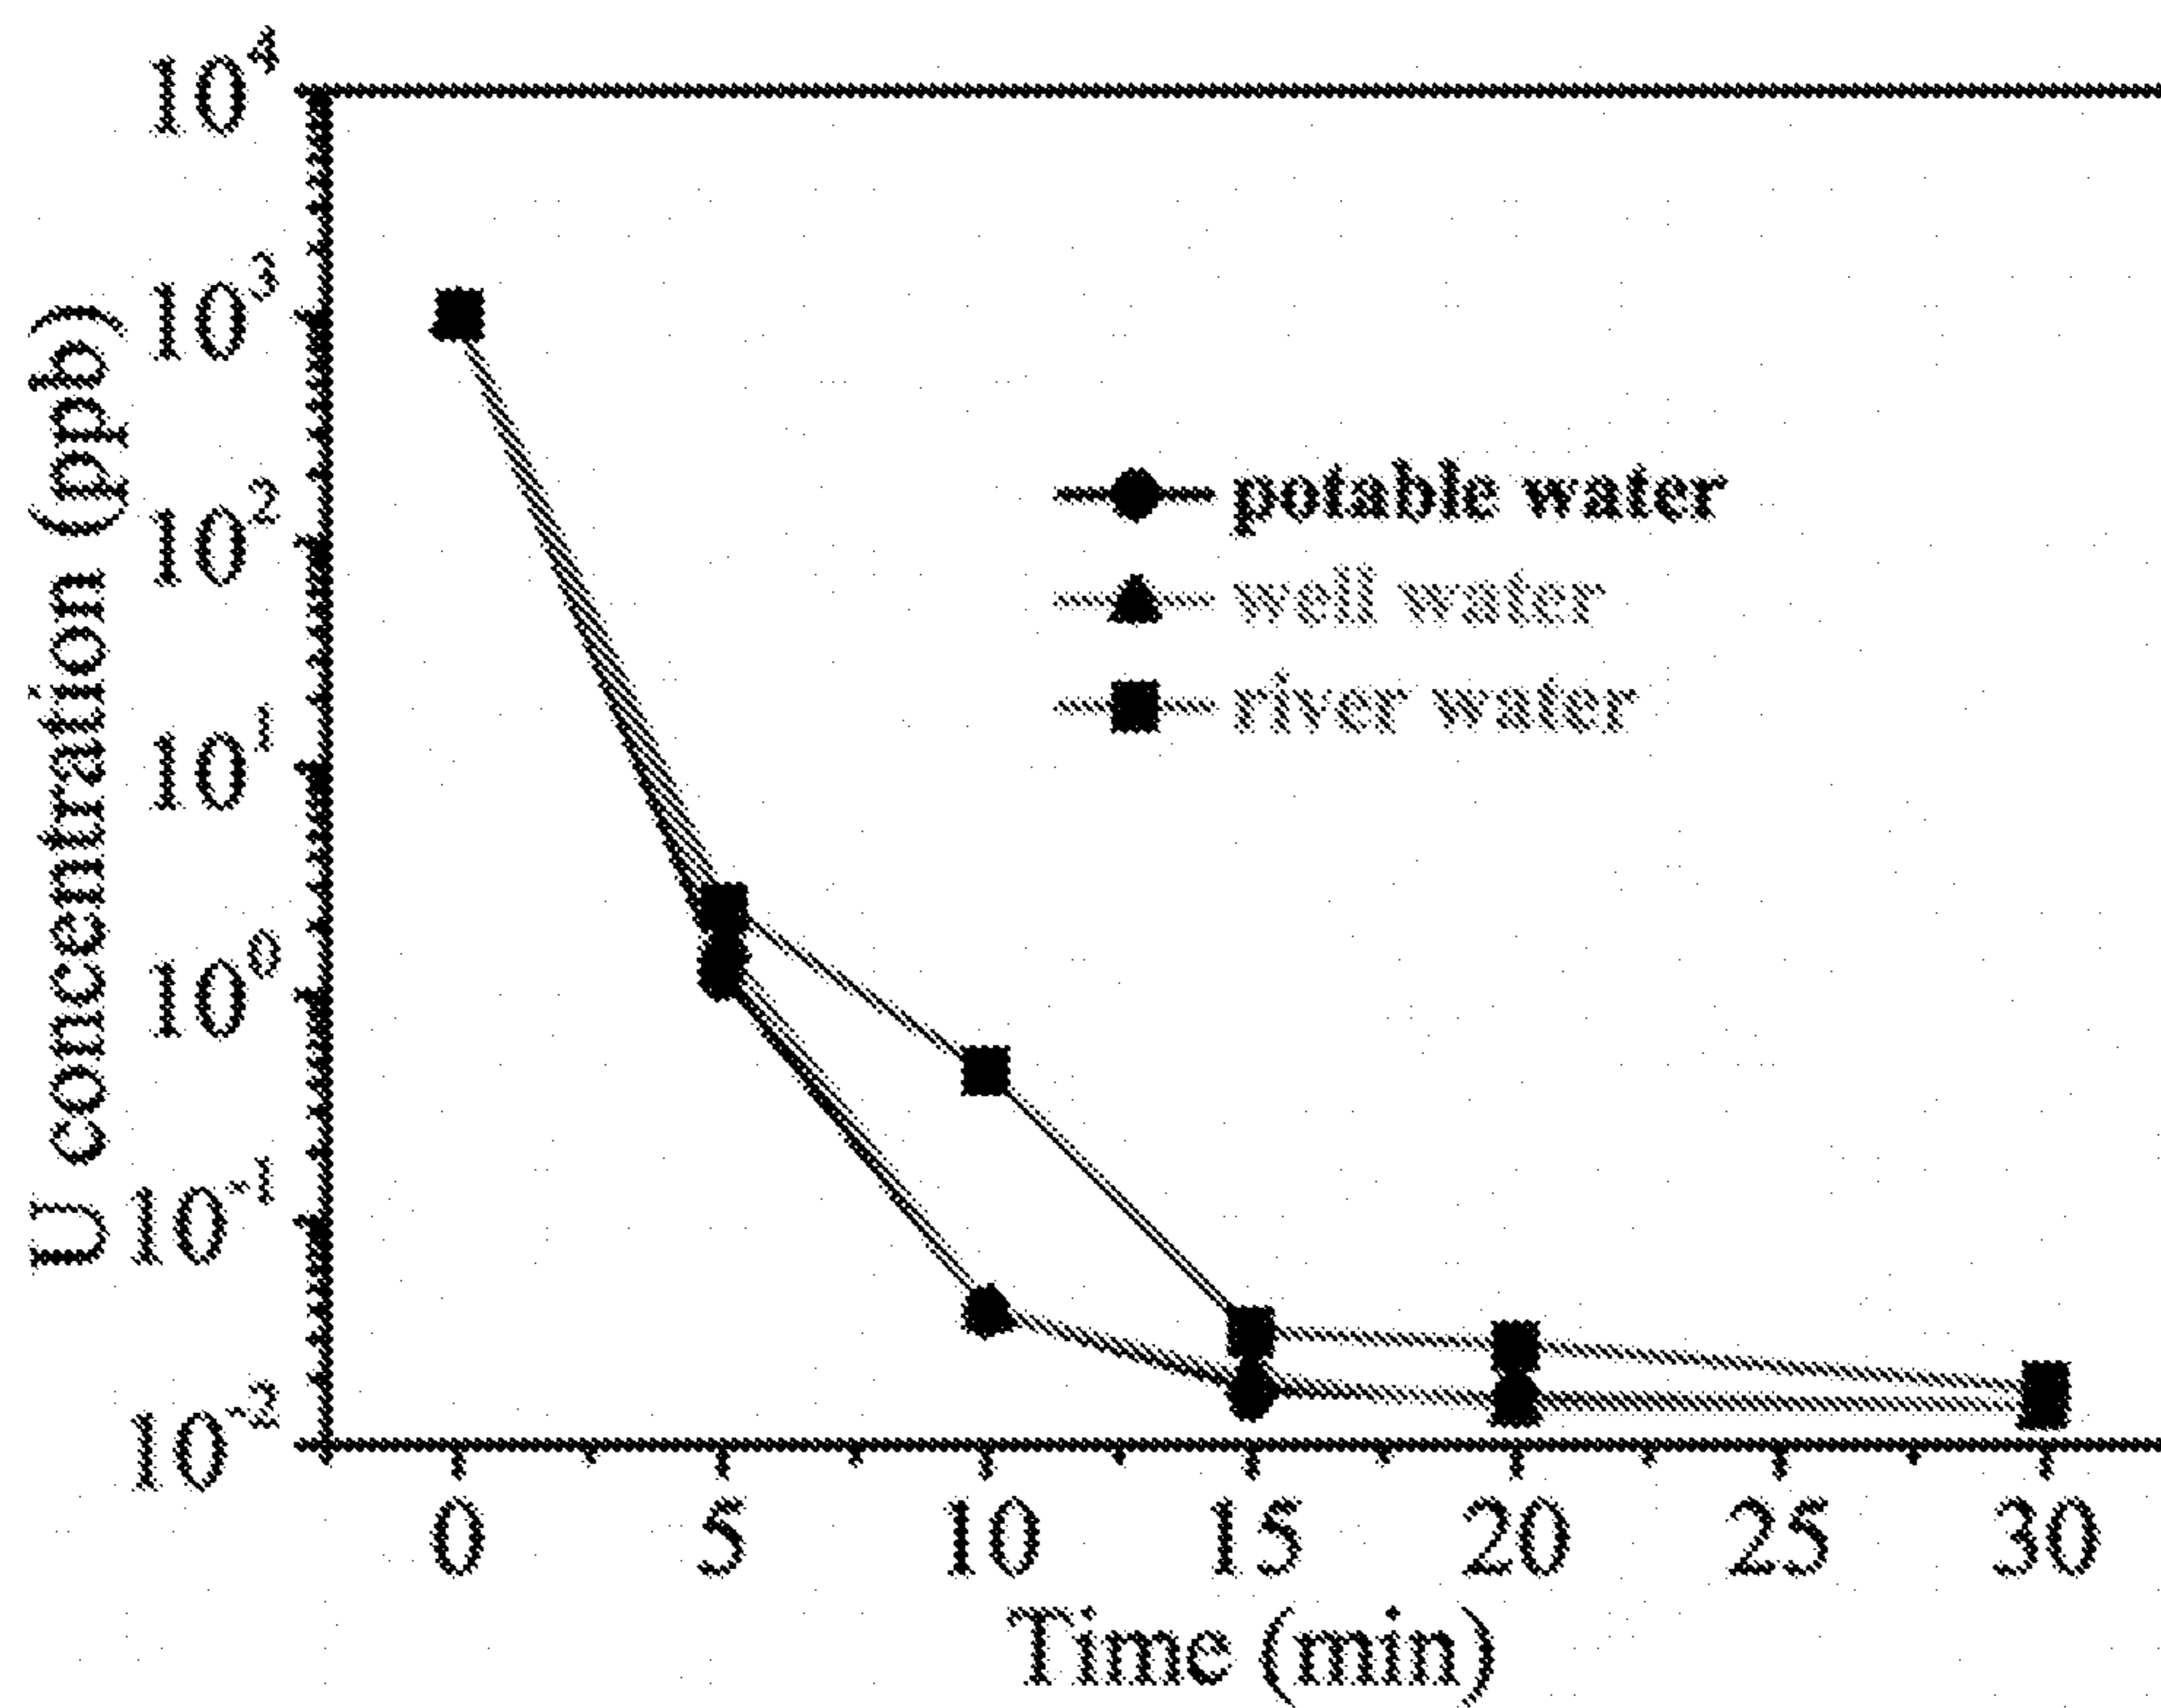 10⁴
10³
10²
10¹
10⁰
10⁻¹
10⁻²
U concentration (ppb)
potable water
well water
river water
0 5 10 15 20 25 30
Time (min)